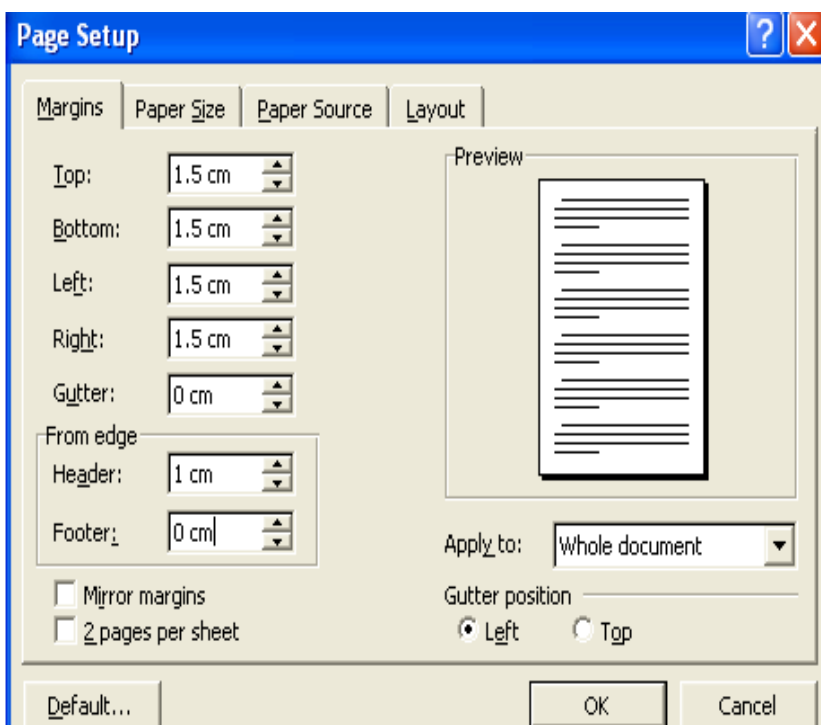 Page Setup
Margins Paper Size Paper Source Layout
Top: 1.5 cm
Bottom: 1.5 cm
Left: 1.5 cm
Right: 1.5 cm
Gutter: 0 cm
From edge
Header: 1 cm
Footer: 0 cm
Mirror margins
2 pages per sheet
Preview
Apply to: Whole document
Gutter position
Left Top
Default... OK Cancel